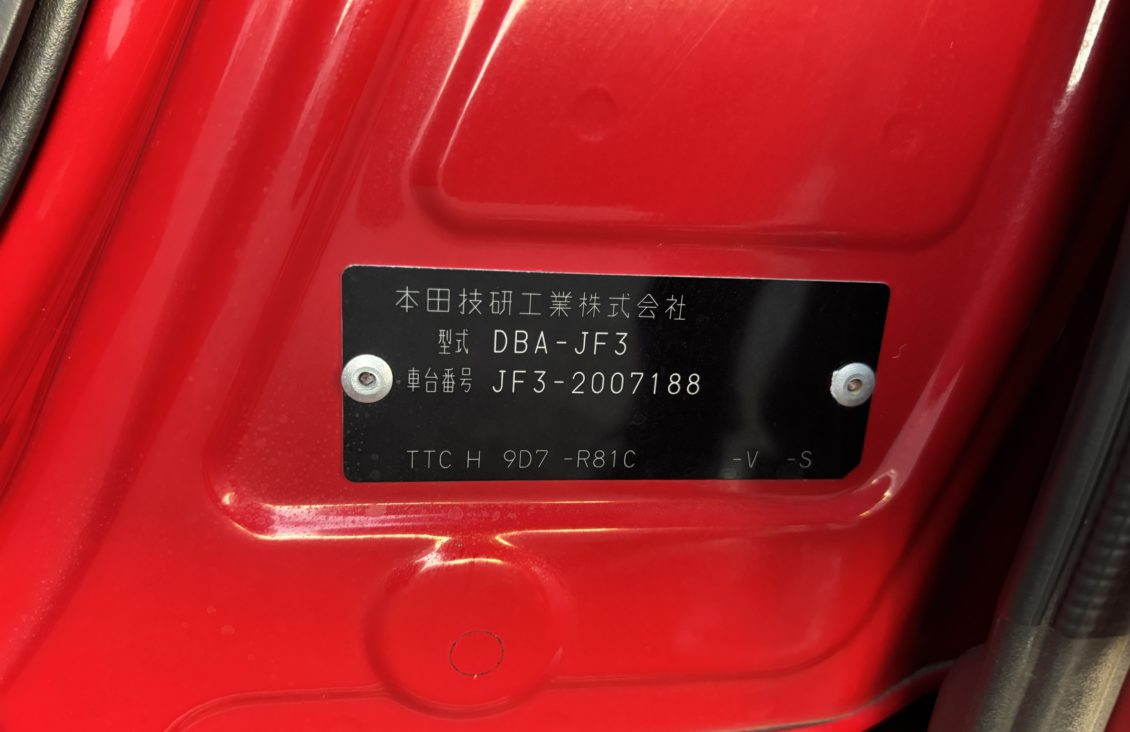 本田技研工業株式会社
型式 DBA-JF3
車台番号 JF3-2007188
TTC H 9D7 -R81C -V -S